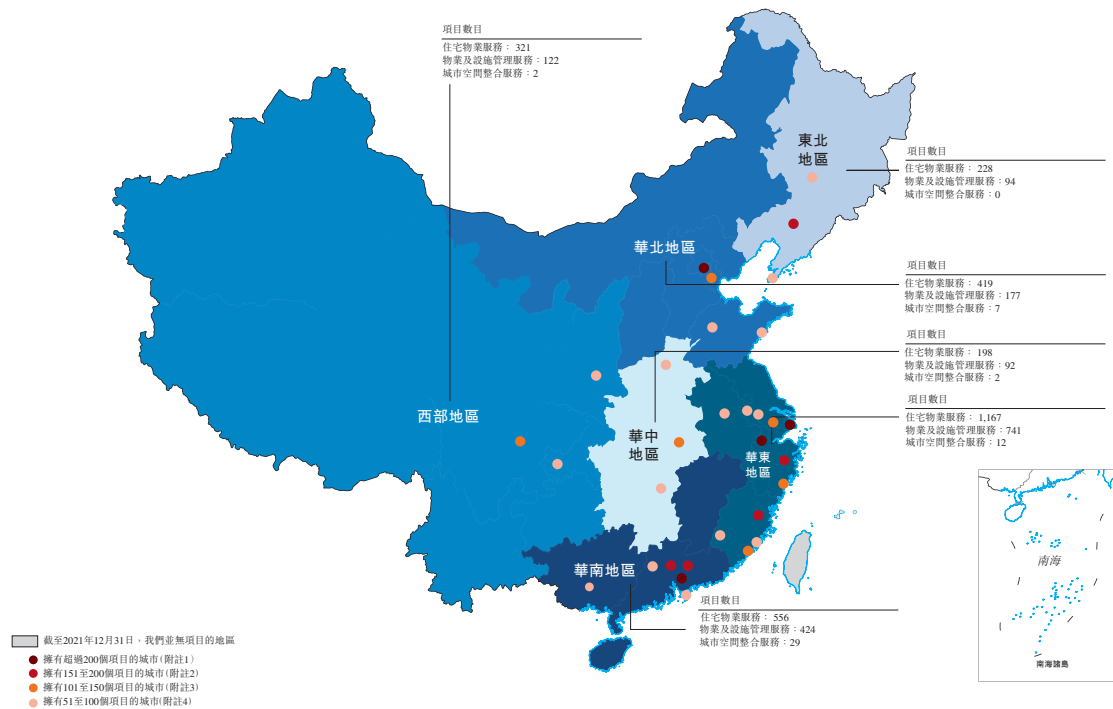 項目數目
住宅物業服務：321
物業及設施管理服務：122
城市空間整合服務：2
東北
地區
項目數目
住宅物業服務：228
物業及設施管理服務：94
城市空間整合服務：0
華北地區
項目數目
住宅物業服務：419
物業及設施管理服務：177
城市空間整合服務：7
項目數目
住宅物業服務：198
物業及設施管理服務：92
城市空間整合服務：2
項目數目
住宅物業服務：1,167
物業及設施管理服務：741
城市空間整合服務：12
西部地區
華中
地區
華東
地區
南海
南海諸島
華南地區
項目數目
住宅物業服務：556
物業及設施管理服務：424
城市空間整合服務：29
截至2021年12月31日，我們並無項目的地區
擁有超過200個項目的城市(附註1)
擁有151至200個項目的城市(附註2)
擁有101至150個項目的城市(附註3)
擁有51至100個項目的城市(附註4)